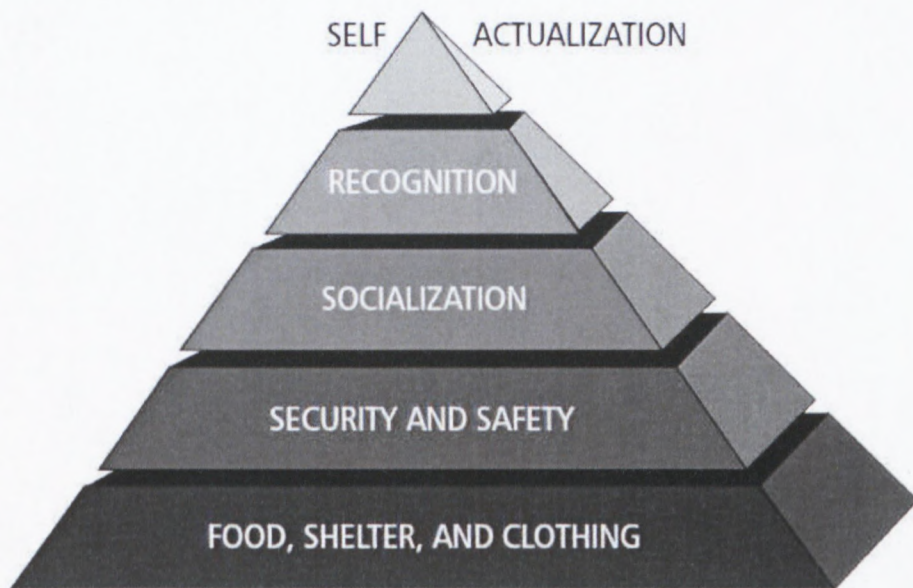 SELF ACTUALIZATION
RECOGNITION
SOCIALIZATION
SECURITY AND SAFETY
FOOD, SHELTER, AND CLOTHING